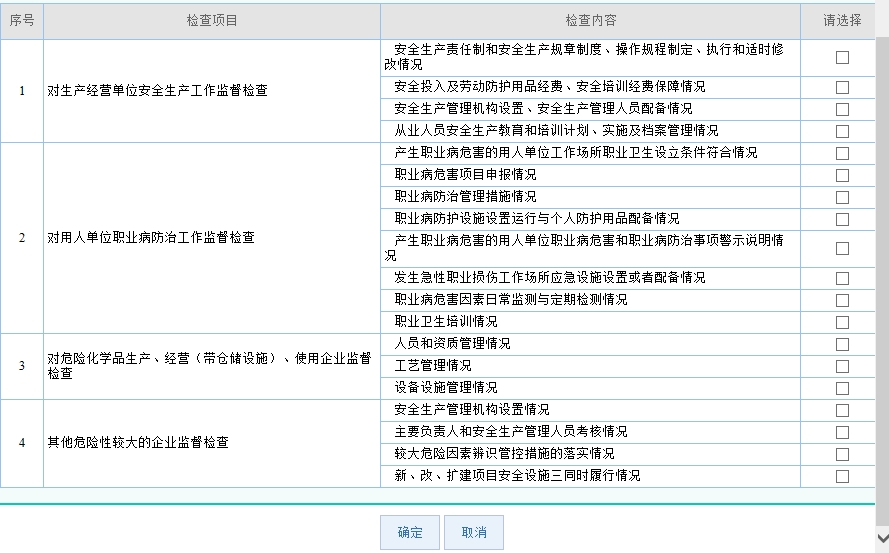 序号 检查项目 检查内容 请选择
1 对生产经营单位安全生产工作监督检查
安全生产责任制和安全生产规章制度、操作规程制定、执行和适时修
改情况
安全投入及劳动防护用品经费、安全培训经费保障情况
安全生产管理机构设置、安全生产管理人员配备情况
从业人员安全生产教育和培训计划、实施及档案管理情况
2 对用人单位职业病防治工作监督检查
产生职业病危害的用人单位工作场所职业卫生设立条件符合情况
职业病危害项目申报情况
职业病防治管理措施情况
职业病防护设施设置运行与个人防护用品配备情况
产生职业病危害的用人单位职业病危害和职业病防治事项警示说明情
况
发生急性职业损伤工作场所应急设施设置或者配备情况
职业病危害因素日常监测与定期检测情况
职业卫生培训情况
3 对危险化学品生产、经营（带仓储设施）、使用企业监督
检查
人员和资质管理情况
工艺管理情况
设备设施管理情况
4 其他危险性较大的企业监督检查
安全生产管理机构设置情况
主要负责人和安全生产管理人员考核情况
较大危险因素辨识管控措施的落实情况
新、改、扩建项目安全设施三同时履行情况
确定 取消